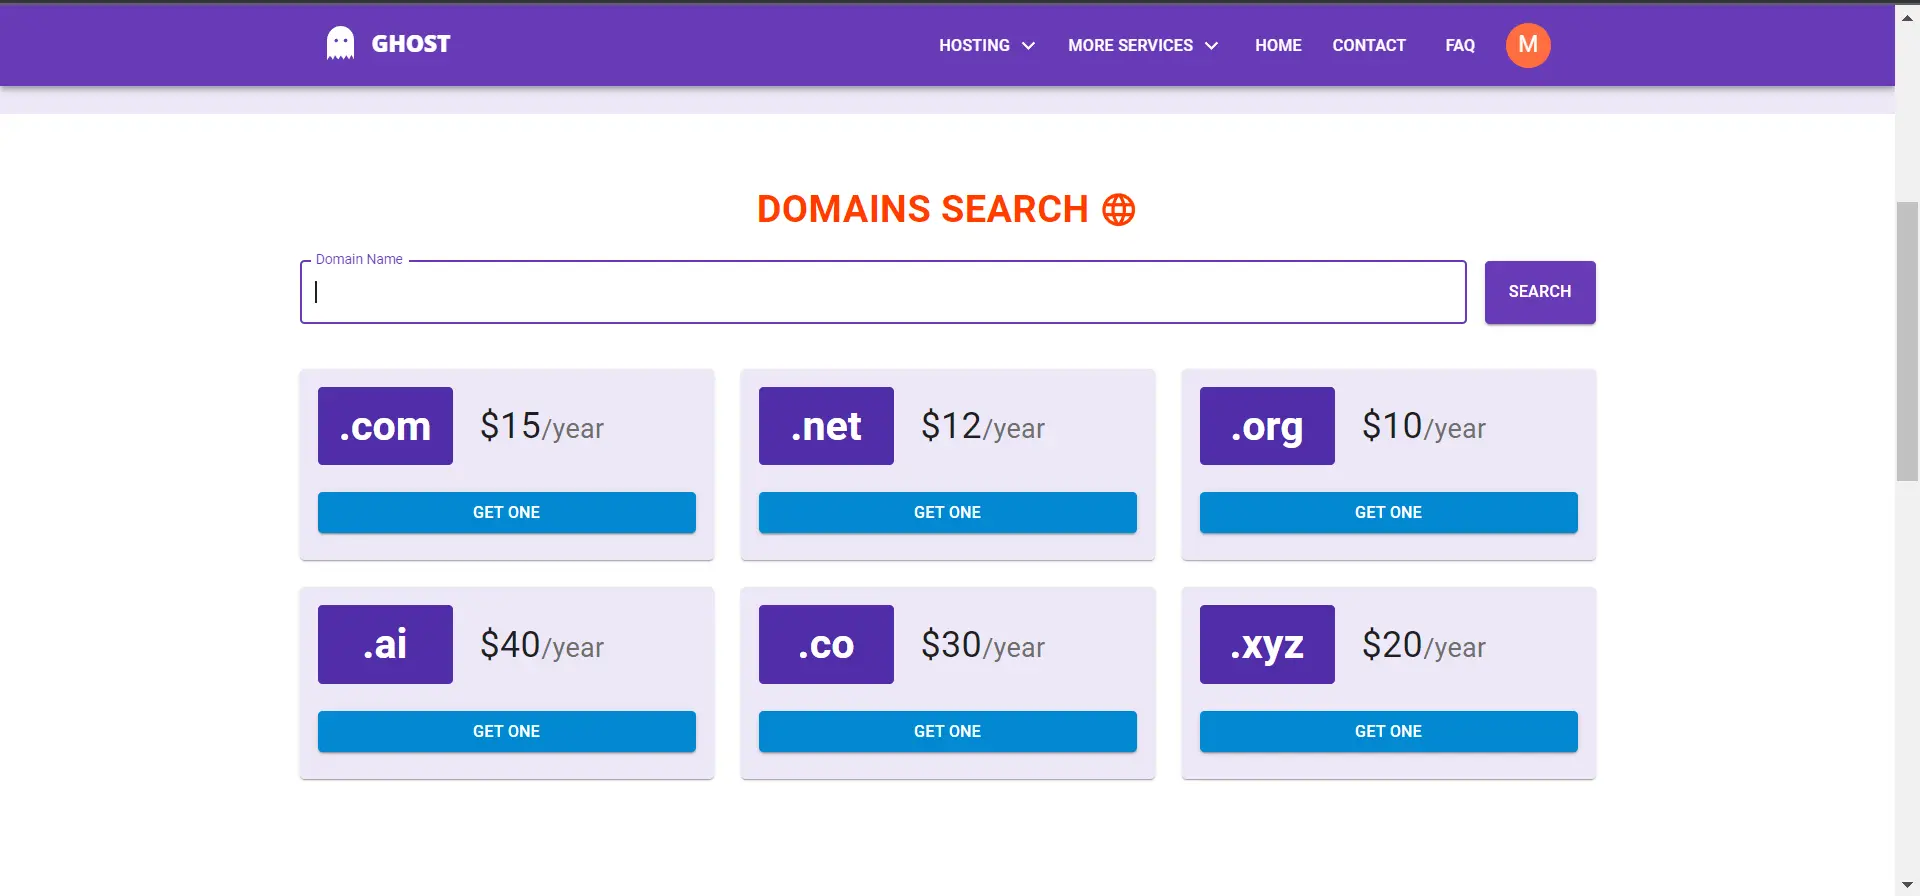 GHOST
HOSTING MORE SERVICES HOME CONTACT FAQ M
DOMAINS SEARCH
Domain Name
SEARCH
.com $15/year
GET ONE
.net $12/year
GET ONE
.org $10/year
GET ONE
.ai $40/year
GET ONE
.co $30/year
GET ONE
.xyz $20/year
GET ONE